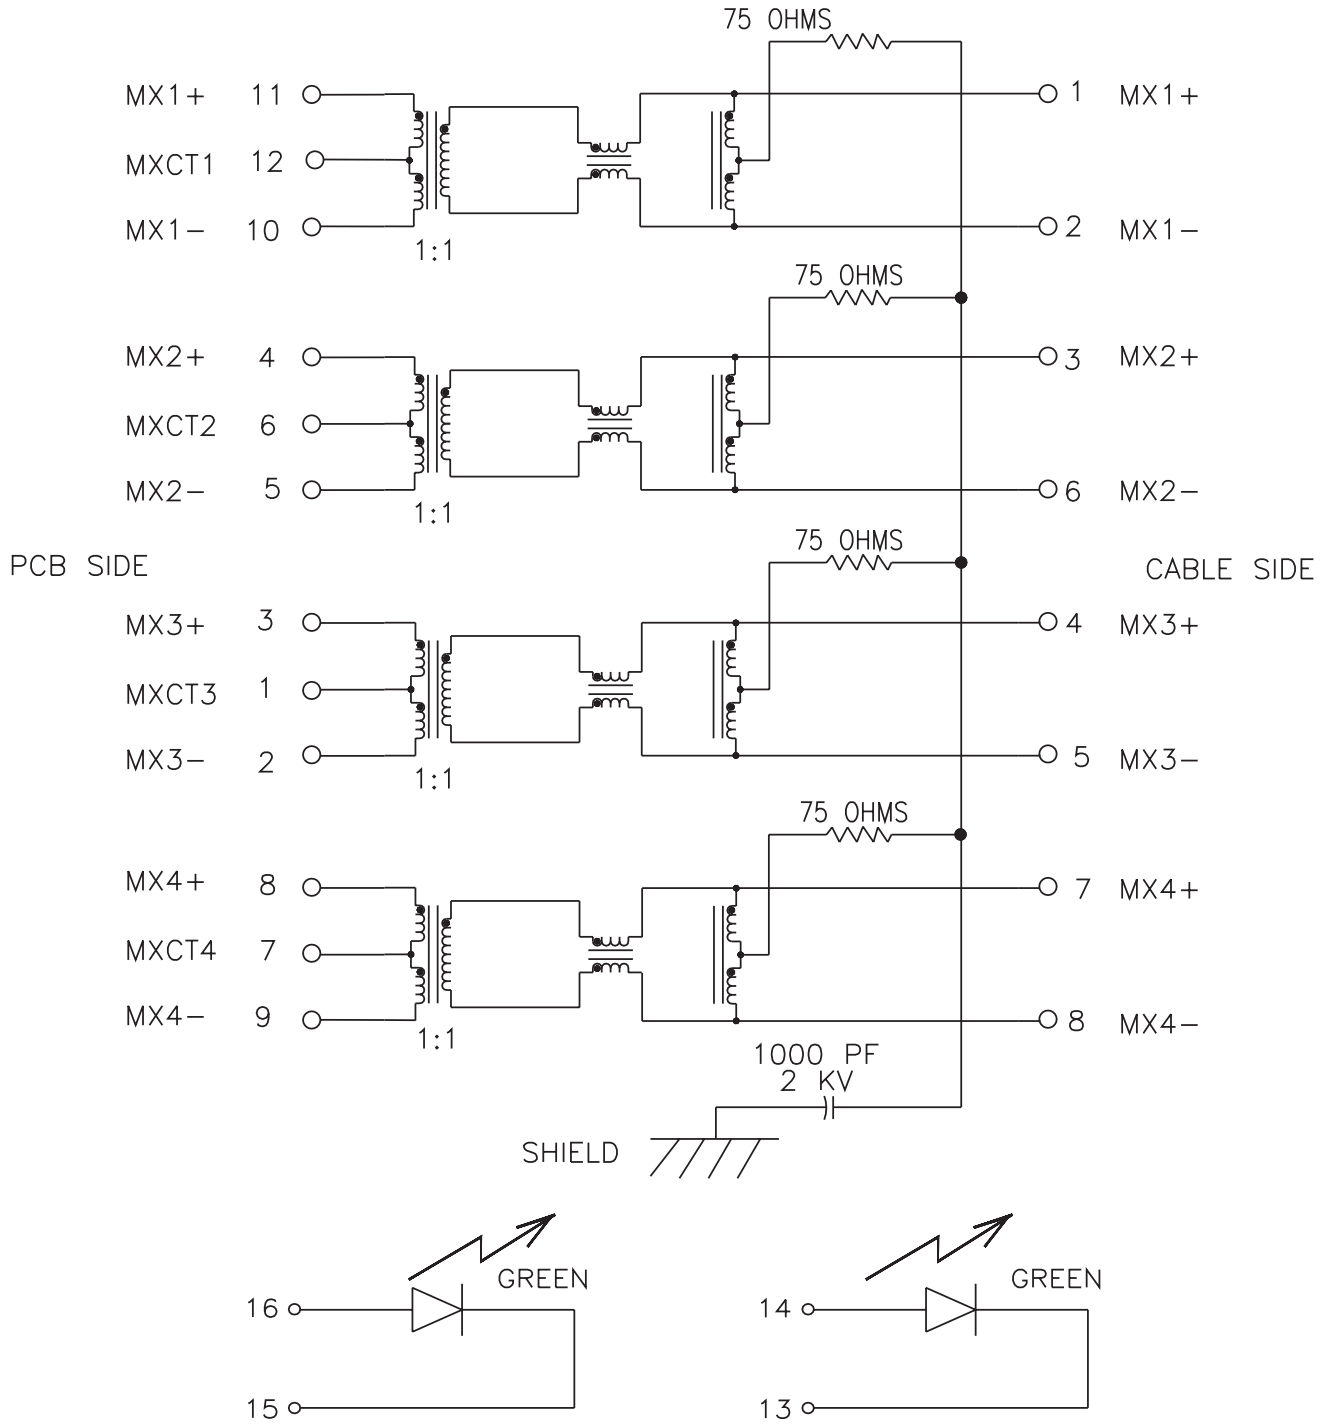 75 OHMS
MX1+ 11 1 MX1+
MXCT1 12
MX1- 10 2 MX1-
1:1
75 OHMS
MX2+ 4 3 MX2+
MXCT2 6
MX2- 5 6 MX2-
1:1
75 OHMS
PCB SIDE CABLE SIDE
MX3+ 3 4 MX3+
MXCT3 1
MX3- 2 5 MX3-
1:1
75 OHMS
MX4+ 8 7 MX4+
MXCT4 7
MX4- 9 8 MX4-
1:1
1000 PF
2 KV
SHIELD
GREEN GREEN
16 14
15 13